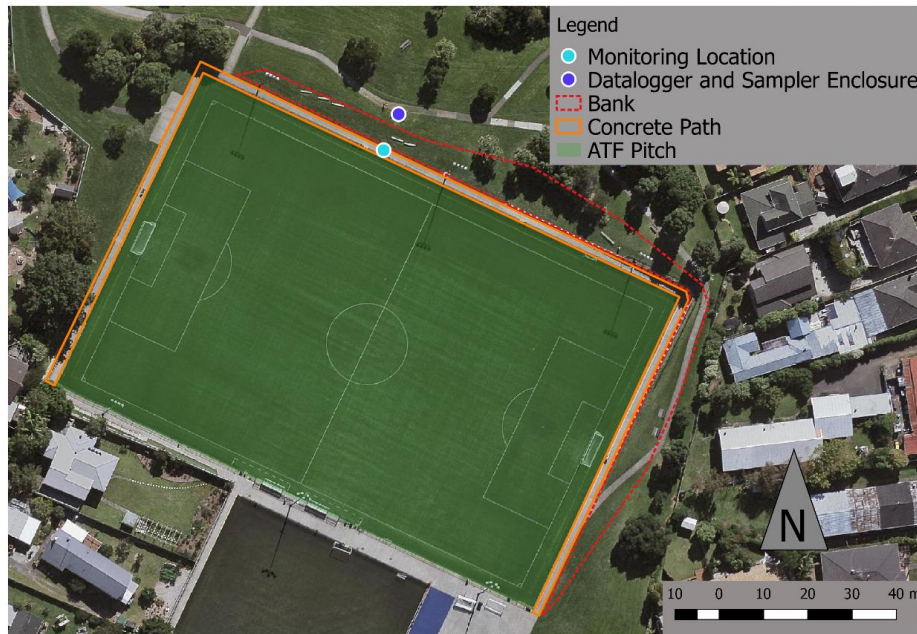 Legend
Monitoring Location
Datalogger and Sampler Enclosure
Bank
Concrete Path
ATF Pitch
N
10 0 10 20 30 40 m